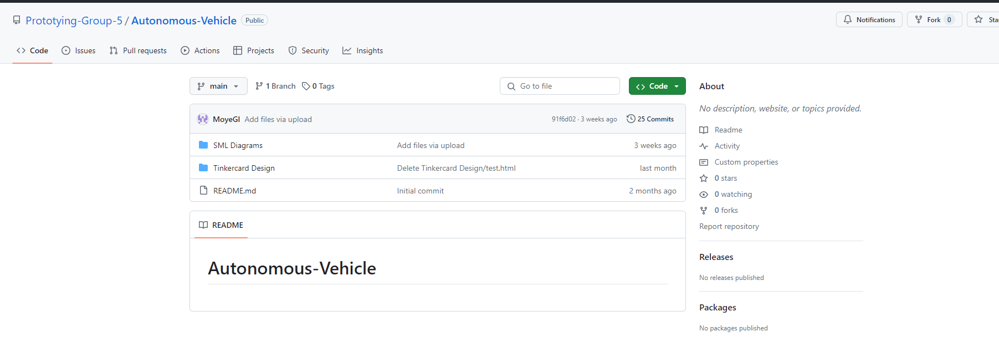 Prototying-Group-5 / Autonomous-Vehicle Public
Notifications Fork 0 Sta
Code Issues Pull requests Actions Projects Security Insights
main 1 Branch 0 Tags Go to file Code
MoyeGI Add files via upload 91f6d02 · 3 weeks ago 25 Commits
SML Diagrams Add files via upload 3 weeks ago
Tinkercard Design Delete Tinkercard Design/test.html last month
README.md Initial commit 2 months ago
README
Autonomous-Vehicle
About
No description, website, or topics provided.
Readme
Activity
Custom properties
0 stars
0 watching
0 forks
Report repository
Releases
No releases published
Packages
No packages published